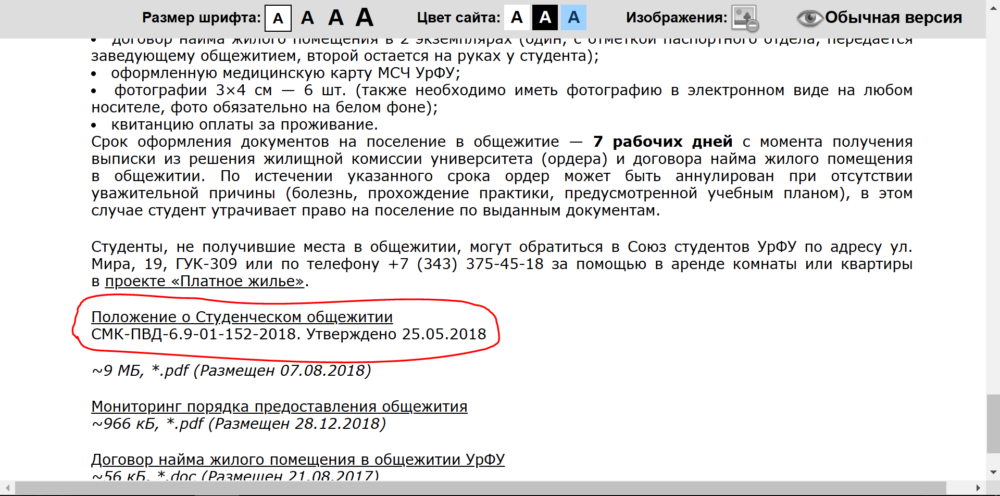 Размер шрифта: А А А А Цвет сайта: А А А Изображения: Обычная версия
• договор найма жилого помещения в 2 экземплярах (один, с отметкой паспортного отдела, передается
заведующему общежитием, второй остается на руках у студента);
• оформленную медицинскую карту МСЧ УрФУ;
• фотографии 3×4 см — 6 шт. (также необходимо иметь фотографию в электронном виде на любом
носителе, фото обязательно на белом фоне);
• квитанцию оплаты за проживание.
Срок оформления документов на поселение в общежитие — 7 рабочих дней с момента получения
выписки из решения жилищной комиссии университета (ордера) и договора найма жилого помещения
в общежитии. По истечении указанного срока ордер может быть аннулирован при отсутствии
уважительной причины (болезнь, прохождение практики, предусмотренной учебным планом), в этом
случае студент утрачивает право на поселение по выданным документам.
Студенты, не получившие места в общежитии, могут обратиться в Союз студентов УрФУ по адресу ул.
Мира, 19, ГУК-309 или по телефону +7 (343) 375-45-18 за помощью в аренде комнаты или квартиры
в проекте «Платное жилье».
Положение о Студенческом общежитии
СМК-ПВД-6.9-01-152-2018. Утверждено 25.05.2018
~9 МБ, *.pdf (Размещен 07.08.2018)
Мониторинг порядка предоставления общежития
~966 кБ, *.pdf (Размещен 28.12.2018)
Договор найма жилого помещения в общежитии УрФУ
~56 кБ, *.doc (Размещен 21.08.2017)